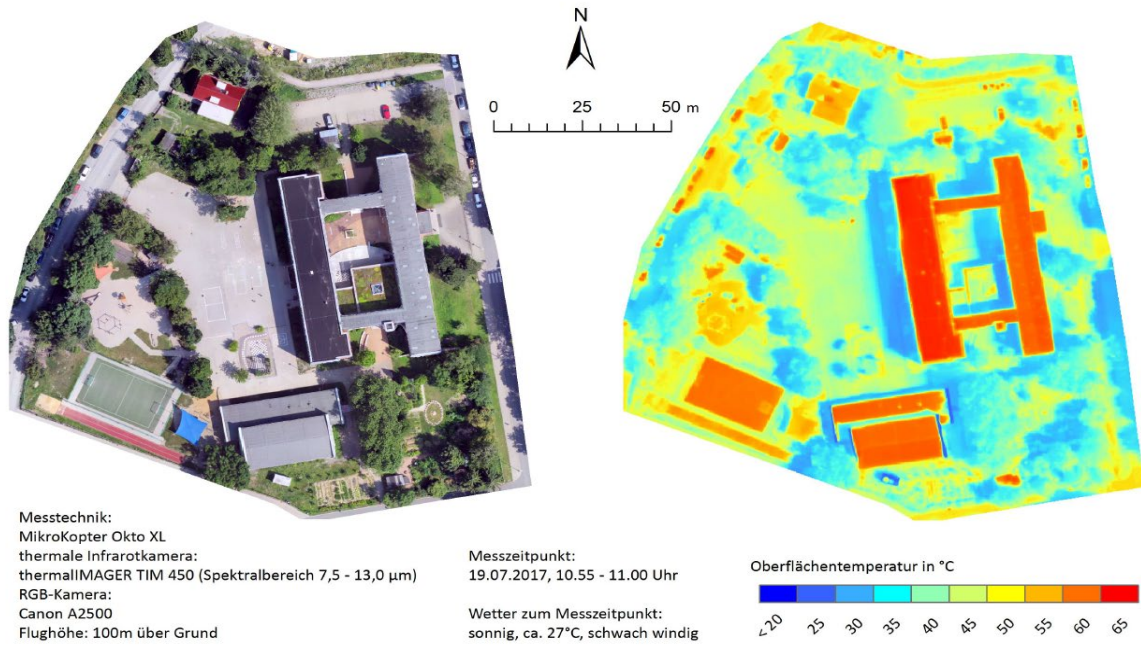 N
0 25 50 m
Messtechnik:
MikroKopter Okto XL
thermale Infrarotkamera:
thermalIMAGER TIM 450 (Spektralbereich 7,5 - 13,0 µm)
RGB-Kamera:
Canon A2500
Flughöhe: 100m über Grund
Messzeitpunkt:
19.07.2017, 10.55 - 11.00 Uhr
Wetter zum Messzeitpunkt:
sonnig, ca. 27°C, schwach windig
Oberflächentemperatur in °C
< 20 25 30 35 40 45 50 55 60 65